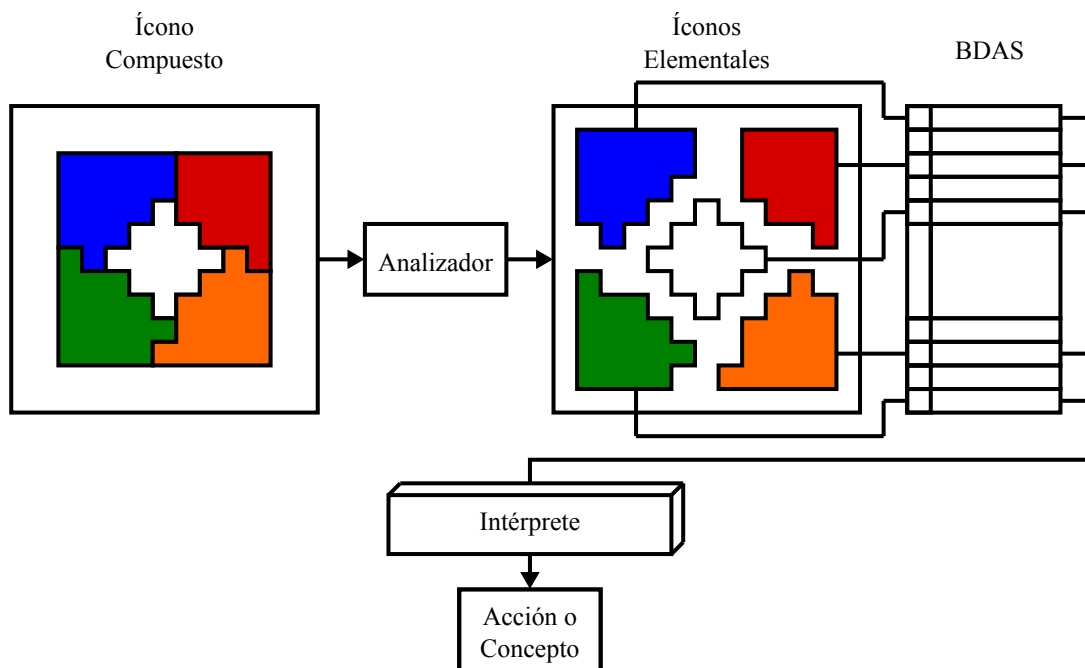 Ícono
Compuesto
Íconos
Elementales
BDAS
Analizador
Intérprete
Acción o
Concepto